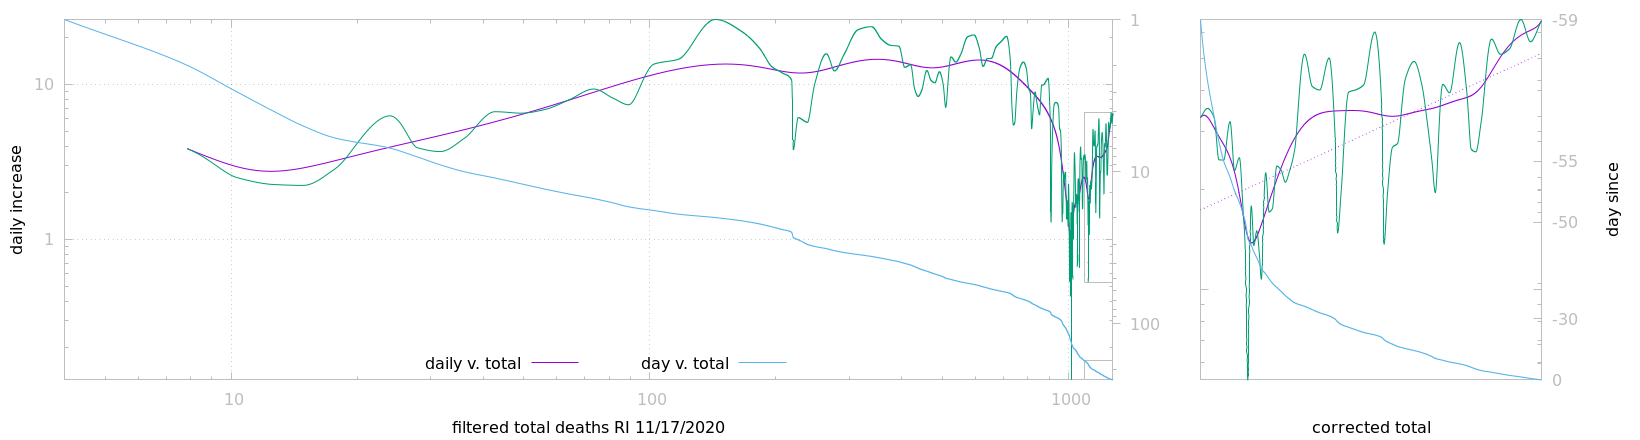 daily increase
10
1
daily v. total
day v. total
10
100
1000
filtered total deaths RI 11/17/2020
1
10
100
-59
-55
-50
-30
0
day since
corrected total